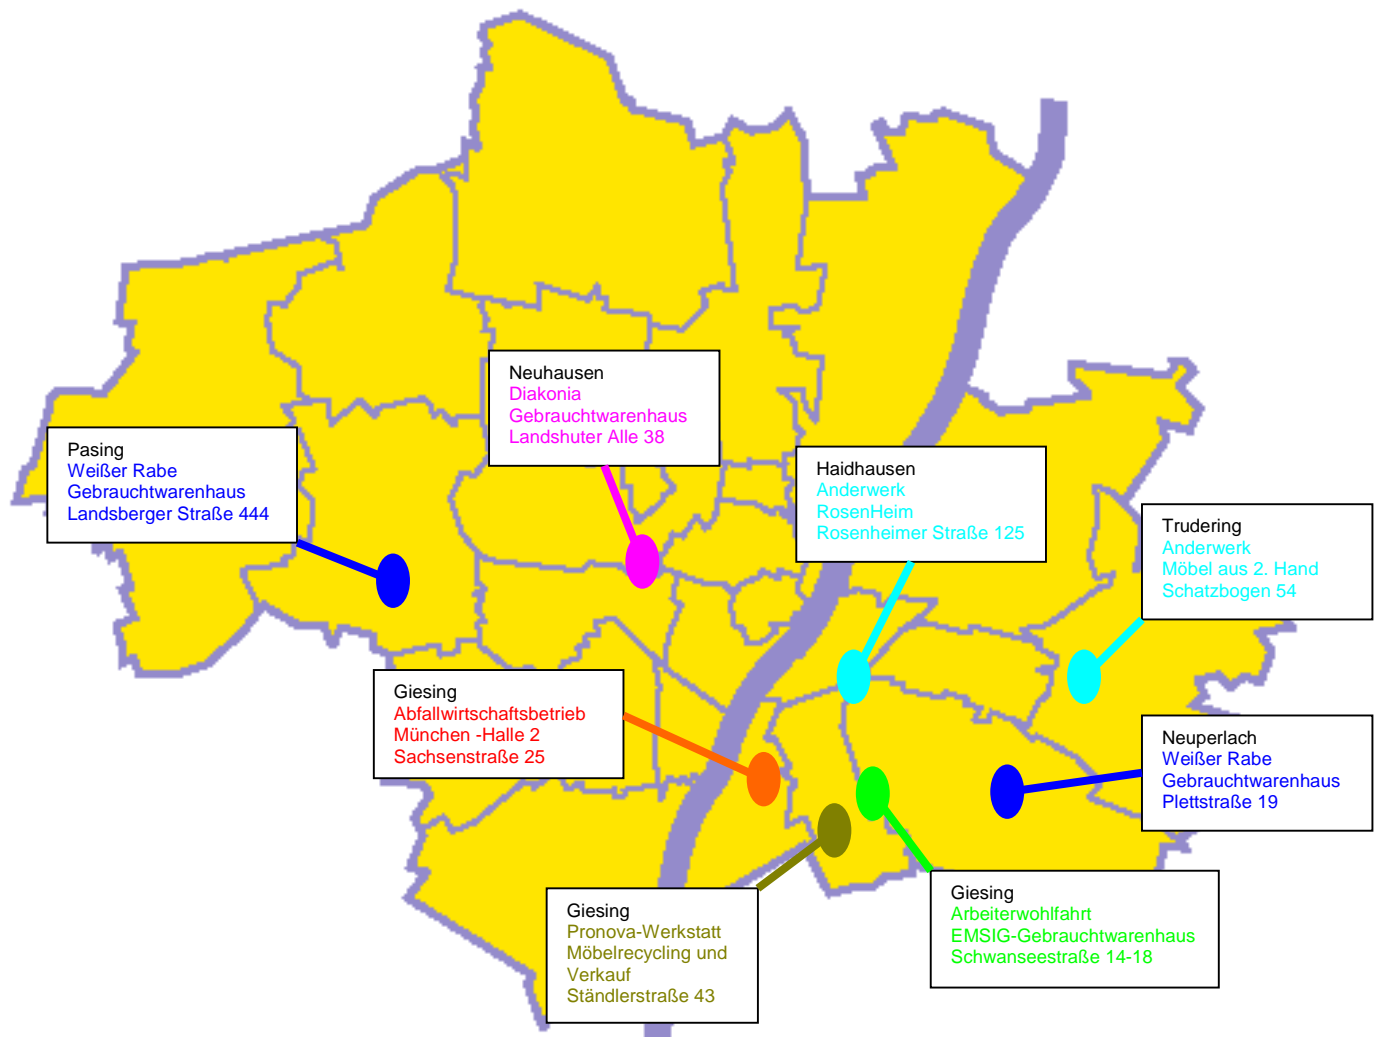 Neuhausen
Diakonia
Gebrauchtwarenhaus
Landshuter Alle 38
Pasing
Weißer Rabe
Gebrauchtwarenhaus
Landsberger Straße 444
Haidhausen
Anderwerk
RosenHeim
Rosenheimer Straße 125
Trudering
Anderwerk
Möbel aus 2. Hand
Schatzbogen 54
Giesing
Abfallwirtschaftsbetrieb
München -Halle 2
Sachsenstraße 25
Neuperlach
Weißer Rabe
Gebrauchtwarenhaus
Plettstraße 19
Giesing
Pronova-Werkstatt
Möbelrecycling und
Verkauf
Ständlerstraße 43
Giesing
Arbeiterwohlfahrt
EMSIG-Gebrauchtwarenhaus
Schwanseestraße 14-18